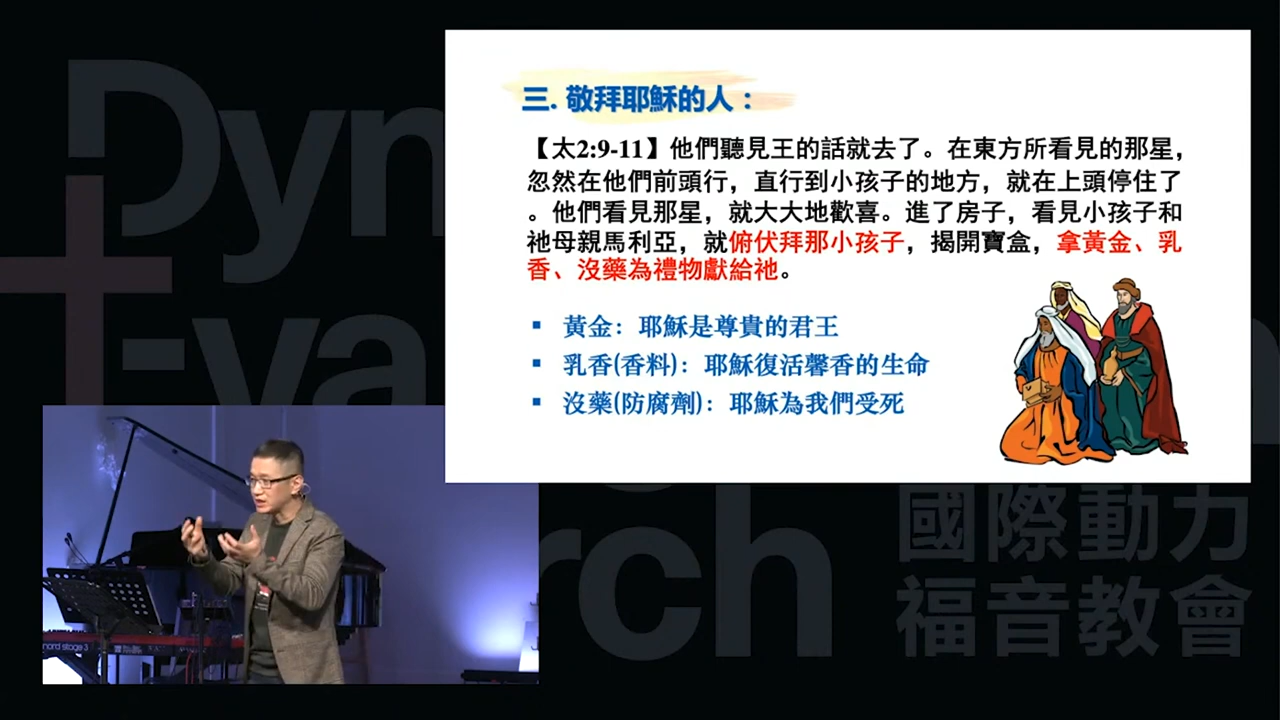 三. 敬拜耶穌的人：
【太2:9-11】他們聽見王的話就去了。在東方所看見的那星，
忽然在他們前頭行，直行到小孩子的地方，就在上頭停住了
。他們看見那星，就大大地歡喜。進了房子，看見小孩子和
祂母親馬利亞，就俯伏拜那小孩子，揭開寶盒，拿黃金、乳
香、沒藥為禮物獻給祂。
▪ 黃金：耶穌是尊貴的君王
▪ 乳香(香料)：耶穌復活馨香的生命
▪ 沒藥(防腐劑)：耶穌為我們受死
Dyn
-ya
rch
國際動力
福音教會
nord stage 3